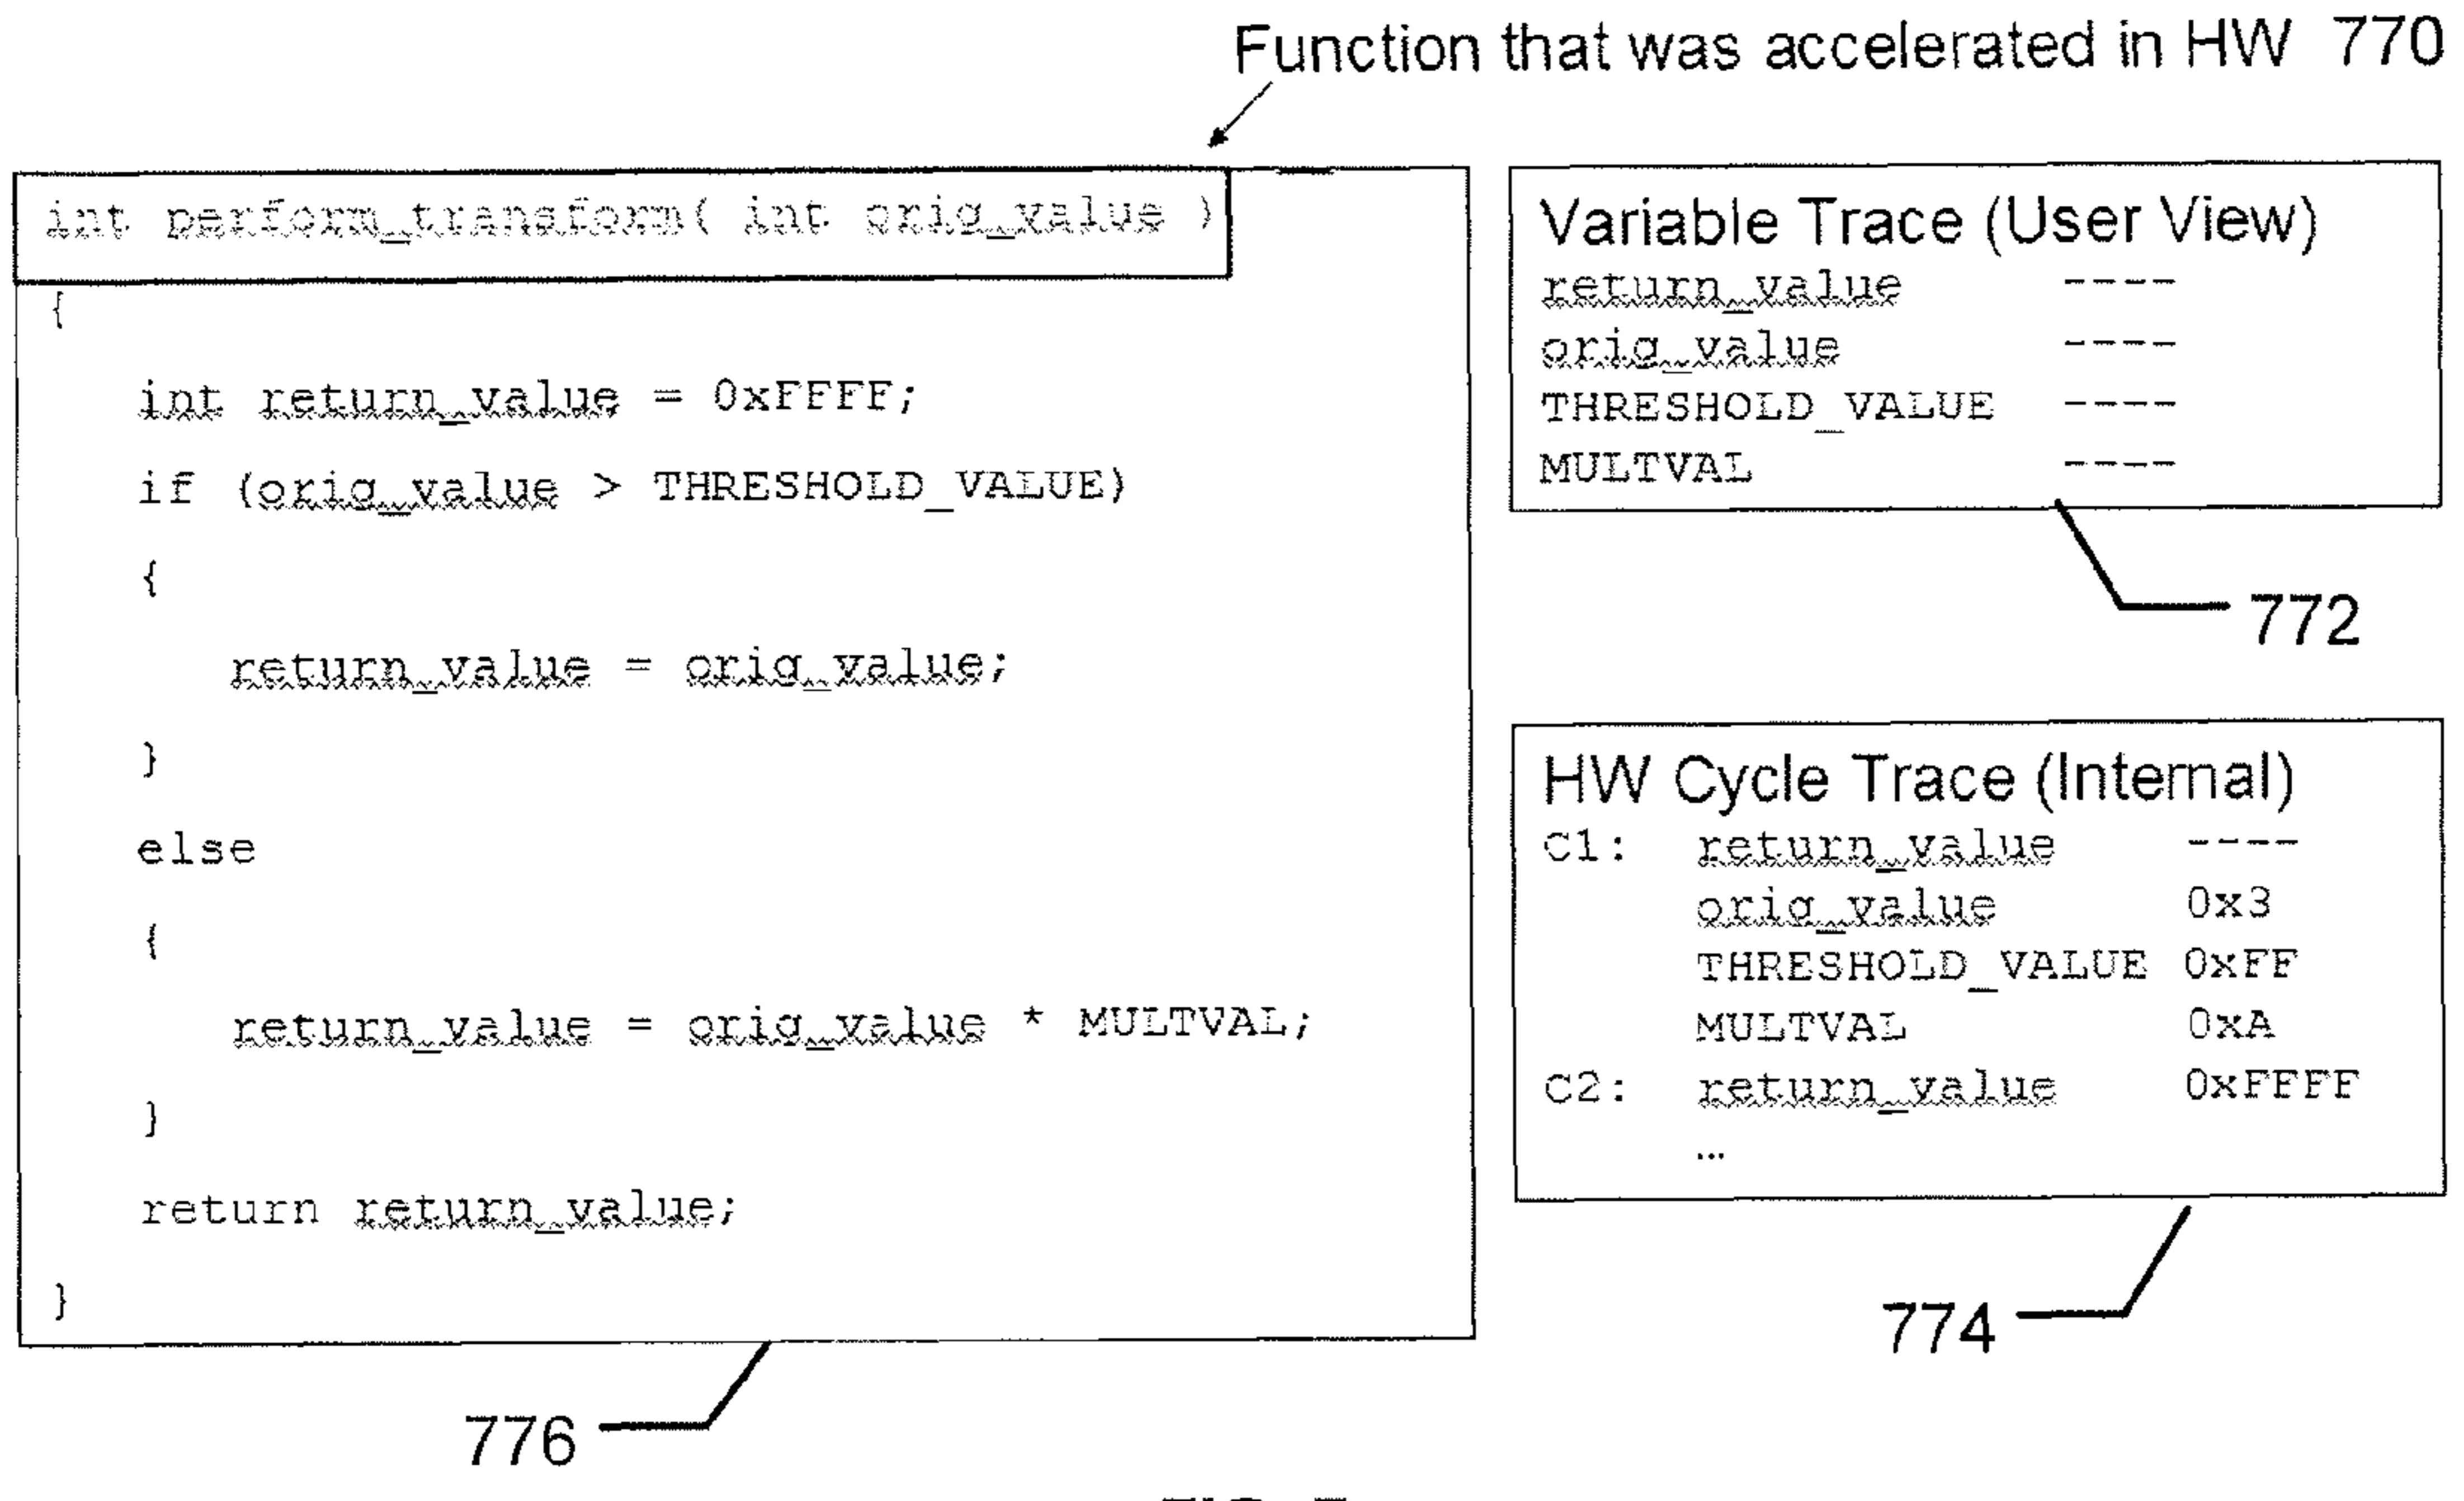 Function that was accelerated in HW 770
int perform_transform( int orig_value )
{
int return_value = 0xFFFF;
if (orig_value > THRESHOLD_VALUE)
{
return_value = orig_value;
}
else
{
return_value = orig_value * MULTVAL;
}
return return_value;
}
776
Variable Trace (User View)
return_value ----
orig_value ----
THRESHOLD_VALUE ----
MULTVAL ----
772
HW Cycle Trace (Internal)
C1: return_value ----
orig_value 0x3
THRESHOLD_VALUE 0xFF
MULTVAL 0xA
C2: return_value 0xFFFF
...
774